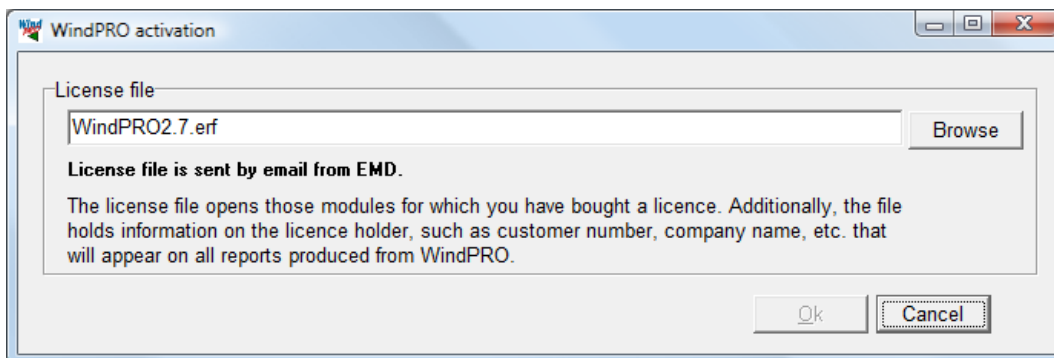 WindPRO activation
License file
WindPRO2.7.erf
Browse
License file is sent by email from EMD.
The license file opens those modules for which you have bought a licence. Additionally, the file
holds information on the licence holder, such as customer number, company name, etc. that
will appear on all reports produced from WindPRO.
Ok
Cancel